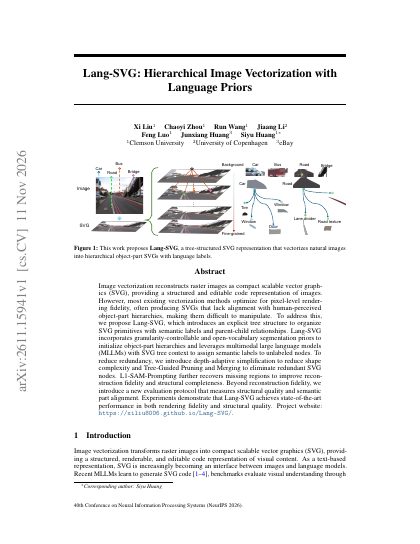 arXiv:2611.15941v1 [cs.CV] 11 Nov 2026
Lang-SVG: Hierarchical Image Vectorization with
Language Priors
Xi Liu¹ Chaoyi Zhou¹ Run Wang¹ Jiaang Li²
Feng Luo¹ Junxiang Huang³ Siyu Huang¹*
¹Clemson University ²University of Copenhagen ³eBay
Image
SVG
Car
Road
Bus
Bridge
Fine-grained
Background
Car
Bus
Road
Bridge
Car
Road
Tire
Window
Door
Window
Lane divider
Road texture
Figure 1: This work proposes Lang-SVG, a tree-structured SVG representation that vectorizes natural images
into hierarchical object-part SVGs with language labels.
Abstract
Image vectorization reconstructs raster images as compact scalable vector graph-
ics (SVG), providing a structured and editable code representation of images.
However, most existing vectorization methods optimize for pixel-level render-
ing fidelity, often producing SVGs that lack alignment with human-perceived
object-part hierarchies, making them difficult to manipulate. To address this,
we propose Lang-SVG, which introduces an explicit tree structure to organize
SVG primitives with semantic labels and parent-child relationships. Lang-SVG
incorporates granularity-controllable and open-vocabulary segmentation priors to
initialize object-part hierarchies and leverages multimodal large language models
(MLLMs) with SVG tree context to assign semantic labels to unlabeled nodes. To
reduce redundancy, we introduce depth-adaptive simplification to reduce shape
complexity and Tree-Guided Pruning and Merging to eliminate redundant SVG
nodes. L1-SAM-Prompting further recovers missing regions to improve recon-
struction fidelity and structural completeness. Beyond reconstruction fidelity, we
introduce a new evaluation protocol that measures structural quality and semantic
part alignment. Experiments demonstrate that Lang-SVG achieves state-of-the-art
performance in both rendering fidelity and structural quality. Project website:
https://xiliu8006.github.io/Lang-SVG/.
1 Introduction
Image vectorization transforms raster images into compact scalable vector graphics (SVG), provid-
ing a structured, renderable, and editable code representation of visual content. As a text-based
representation, SVG is increasingly becoming an interface between images and language models.
Recent MLLMs learn to generate SVG code [1–4], benchmarks evaluate visual understanding through
*Corresponding author: Siyu Huang
40th Conference on Neural Information Processing Systems (NeurIPS 2026)